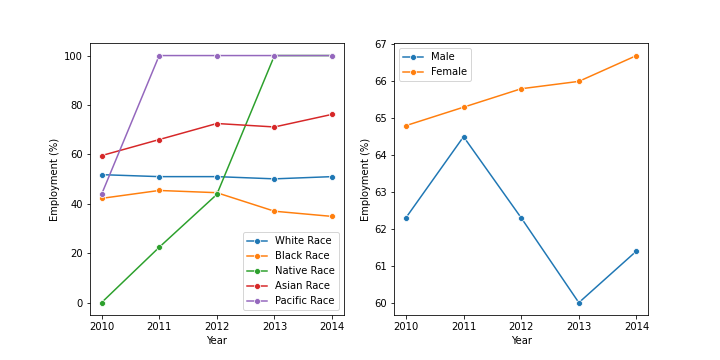 100
80
60
40
20
0
Employment (%)
2010 2011 2012 2013 2014
Year
White Race
Black Race
Native Race
Asian Race
Pacific Race
67
66
65
64
63
62
61
60
Employment (%)
2010 2011 2012 2013 2014
Year
Male
Female